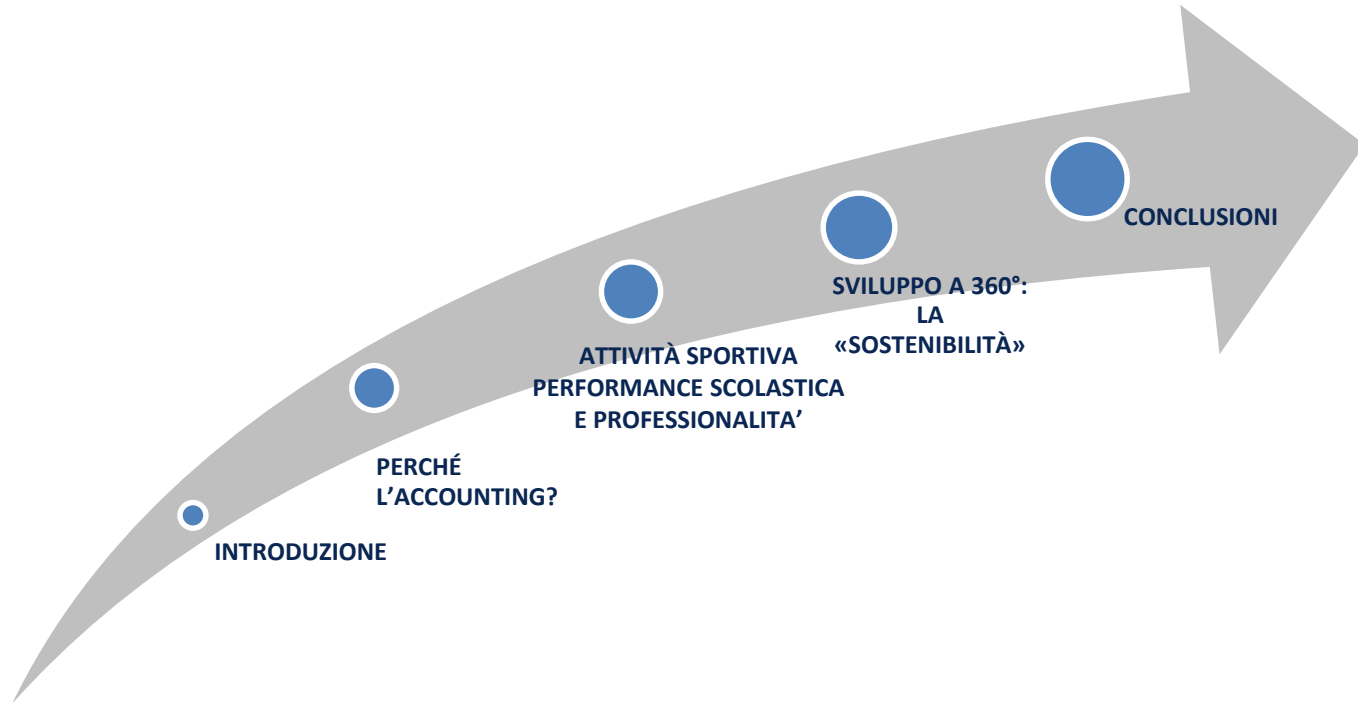 INTRODUZIONE
PERCHÉ
L’ACCOUNTING?
ATTIVITÀ SPORTIVA
PERFORMANCE SCOLASTICA
E PROFESSIONALITA’
SVILUPPO A 360°:
LA
«SOSTENIBILITÀ»
CONCLUSIONI